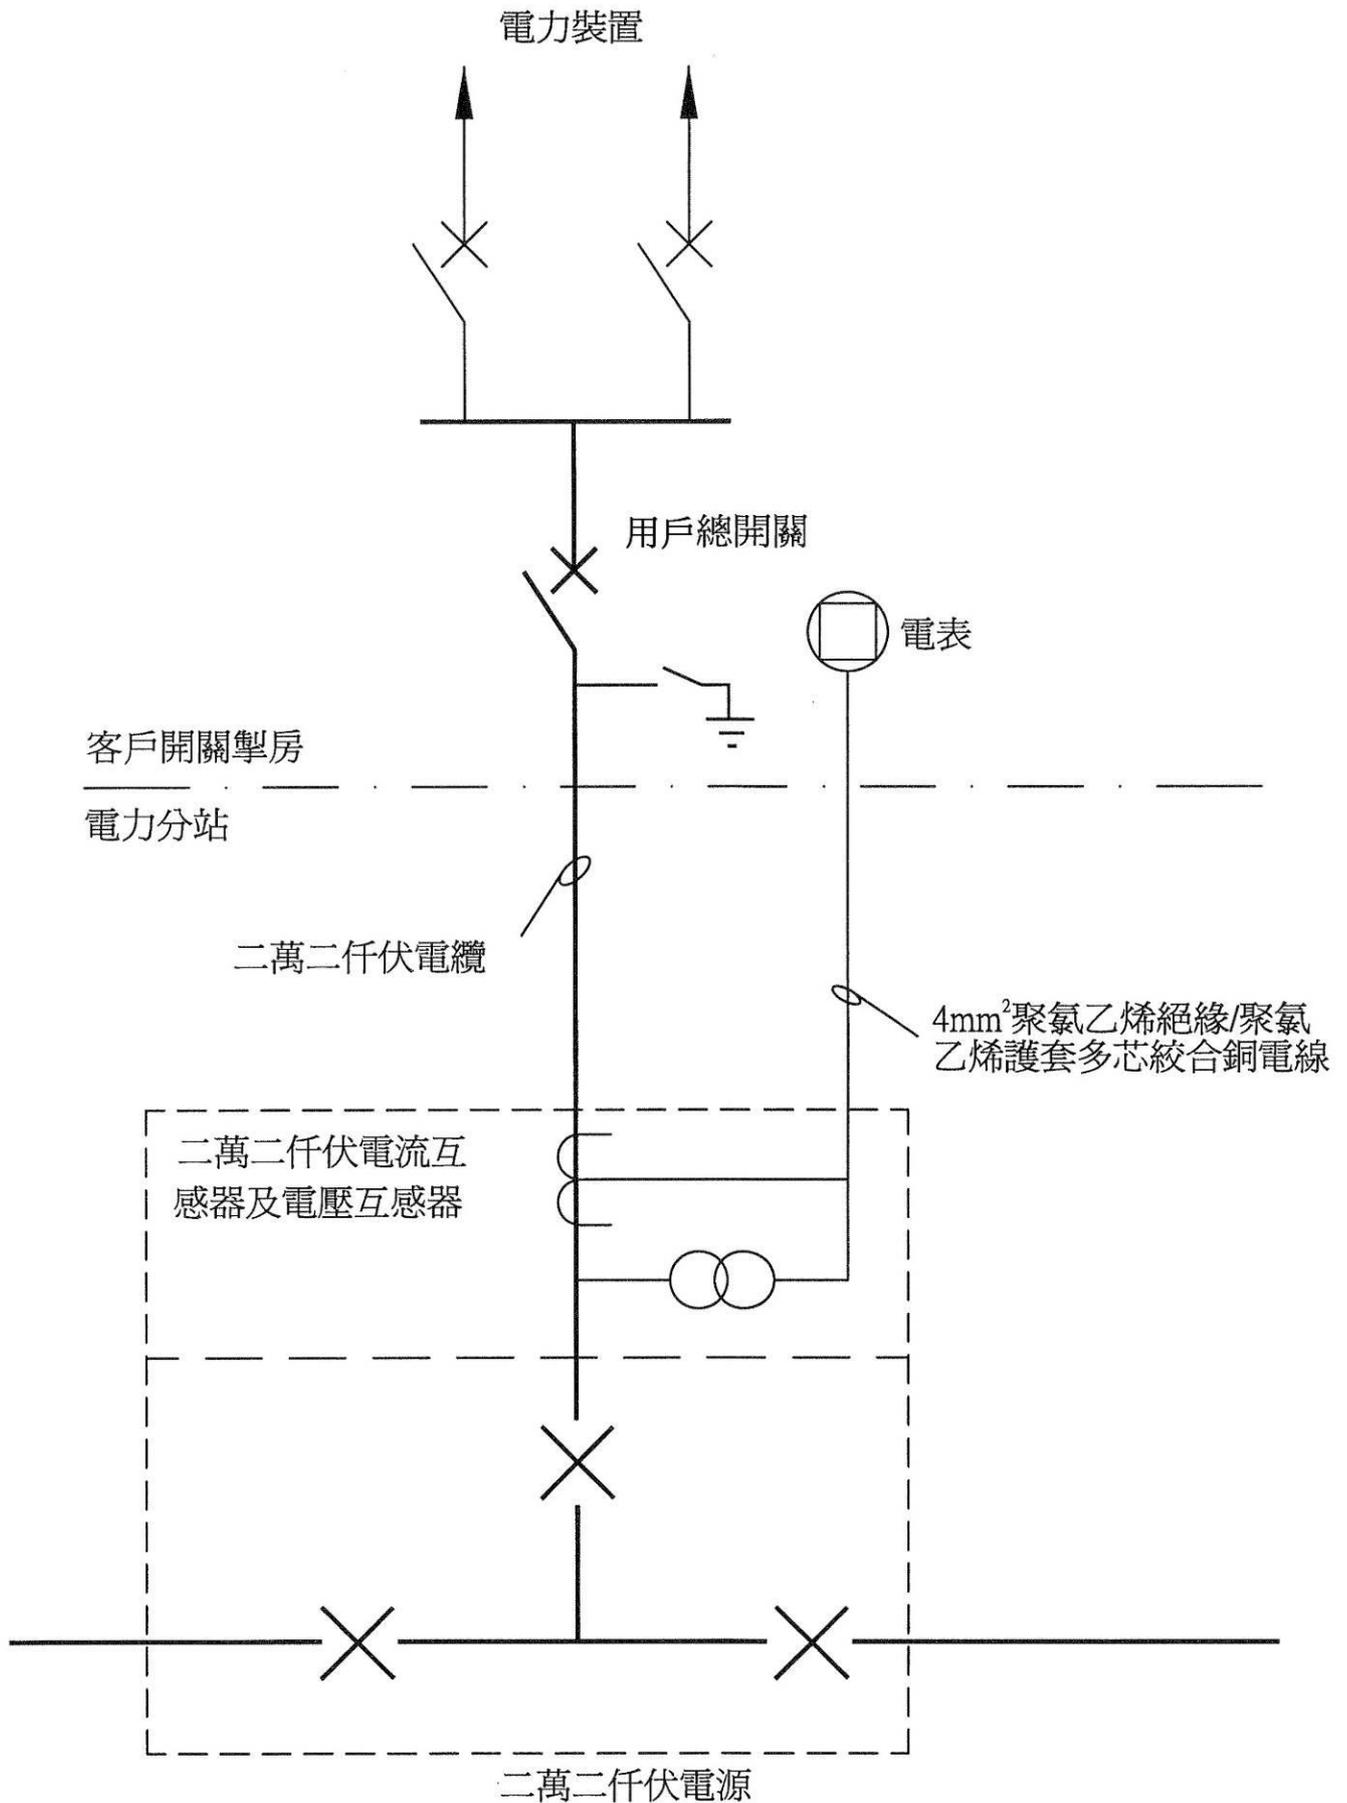 電力裝置
用戶總開關
電表
客戶開關掣房
電力分站
二萬二仟伏電纜
4mm²聚氯乙烯絕緣/聚氯
乙烯護套多芯絞合銅電線
二萬二仟伏電流互
感器及電壓互感器
二萬二仟伏電源